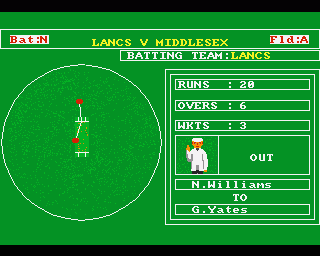 Bat:N
LANCS V MIDDLESEX
Fld:A
BATTING TEAM:LANCS
RUNS : 20
OVERS : 6
WKTS : 3
OUT
N.Williams
TO
G.Yates